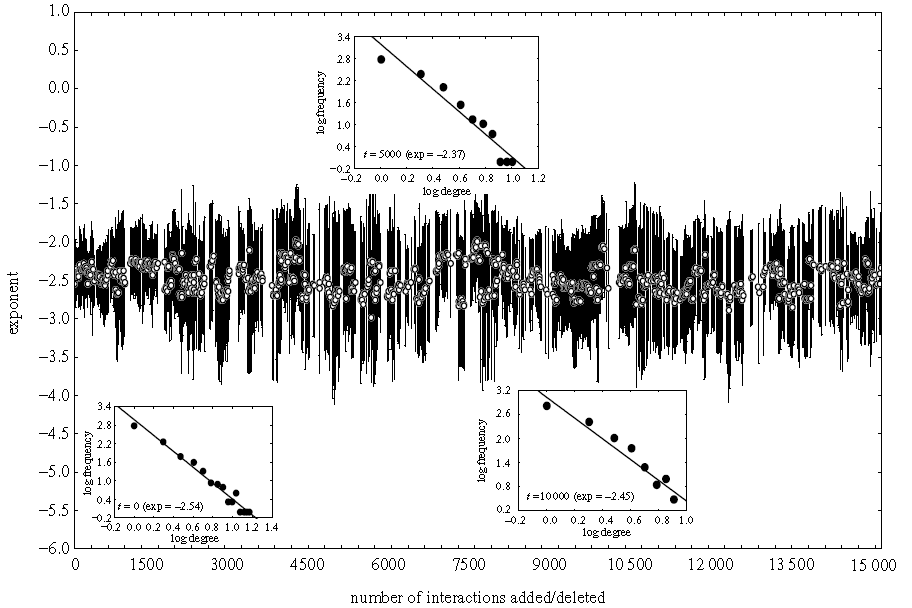 1.0
0.5
0.0
−0.5
−1.0
−1.5
−2.0
−2.5
−3.0
−3.5
−4.0
−4.5
−5.0
−5.5
−6.0
exponent
0 1500 3000 4500 6000 7500 9000 10 500 12 000 13 500 15 000
number of interactions added/deleted
3.4
2.8
2.2
1.6
1.0
0.4
−0.2
log frequency
t = 5000 (exp = −2.37)
−0.2 0.0 0.2 0.4 0.6 0.8 1.0 1.2
log degree
3.4
2.8
2.2
1.6
1.0
0.4
−0.2
log frequency
t = 0 (exp = −2.54)
−0.2 0.0 0.2 0.4 0.6 0.8 1.0 1.2 1.4
log degree
3.2
2.6
2.0
1.4
0.8
0.2
log frequency
t = 10 000 (exp = −2.45)
−0.2 0.0 0.2 0.4 0.6 0.8 1.0
log degree